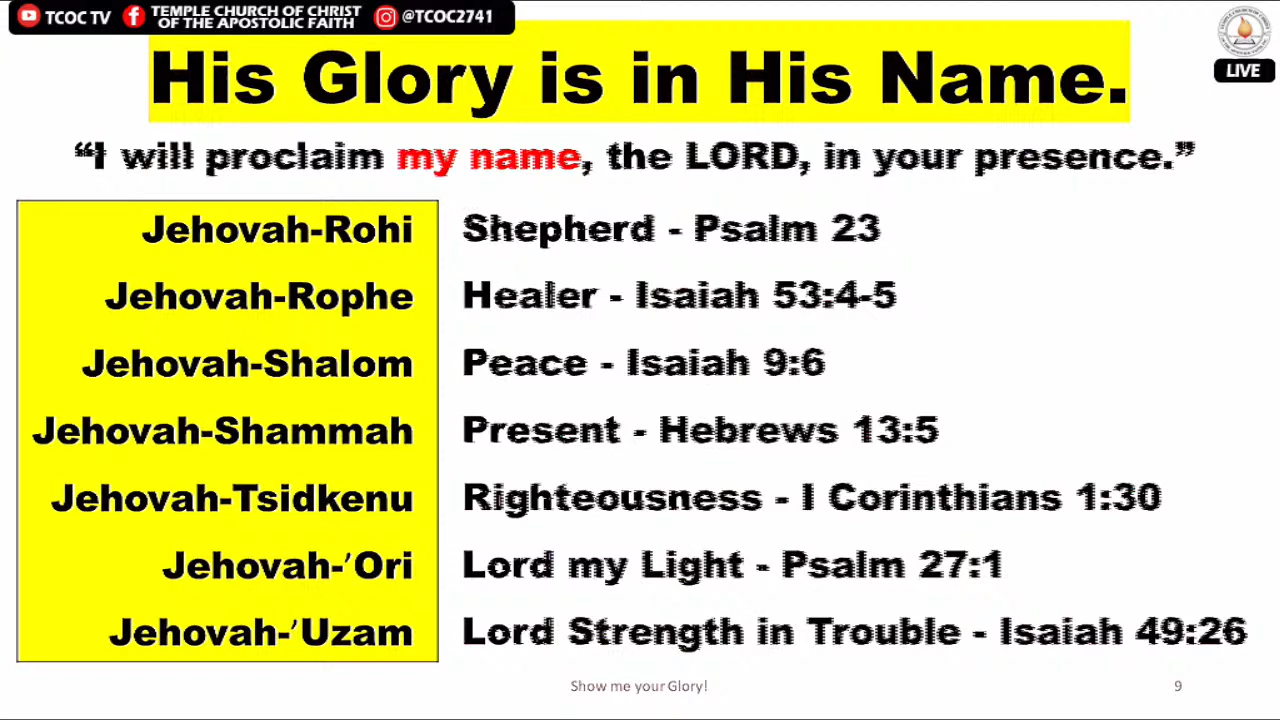 TCOC TV TEMPLE CHURCH OF CHRIST OF THE APOSTOLIC FAITH @TCOC2741
LIVE
His Glory is in His Name.
“I will proclaim my name, the LORD, in your presence.”
Jehovah-Rohi Shepherd - Psalm 23
Jehovah-Rophe Healer - Isaiah 53:4-5
Jehovah-Shalom Peace - Isaiah 9:6
Jehovah-Shammah Present - Hebrews 13:5
Jehovah-Tsidkenu Righteousness - I Corinthians 1:30
Jehovah-’Ori Lord my Light - Psalm 27:1
Jehovah-’Uzam Lord Strength in Trouble - Isaiah 49:26
Show me your Glory! 9